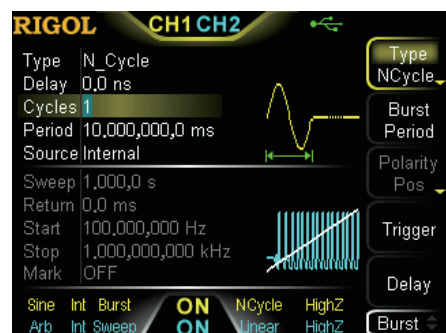 RIGOL CH1 CH2
Type N_Cycle
Delay 0.0 ns
Cycles 1
Period 10.000,000,0 ms
Source Internal
Sweep 1.000,0 s
Return 0.0 ms
Start 100.000,000 Hz
Stop 1.000,000,000 kHz
Mark OFF
Sine Int Burst ON NCycle HighZ
Arb Int Sweep ON Linear HighZ
Type
NCycle
Burst
Period
Polarity
Pos
Trigger
Delay
Burst